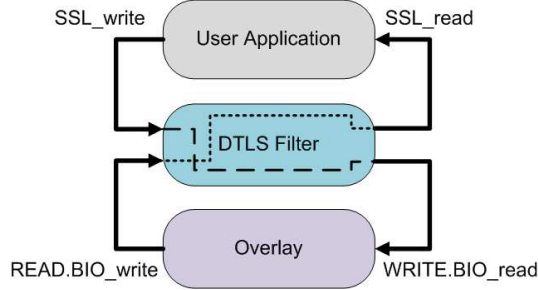 SSL_write
SSL_read
User Application
DTLS Filter
Overlay
READ.BIO_write
WRITE.BIO_read